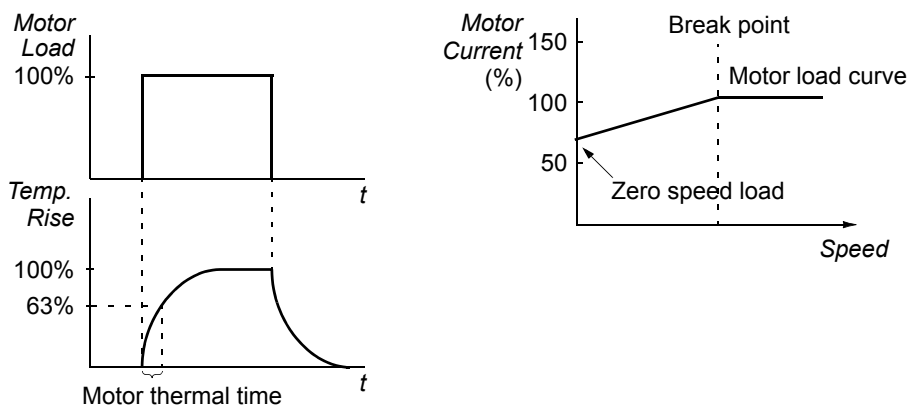 Motor
Load
100%
t
Temp.
Rise
100%
63%
t
Motor thermal time
Motor
Current
(%)
150
100
50
Break point
Motor load curve
Zero speed load
Speed